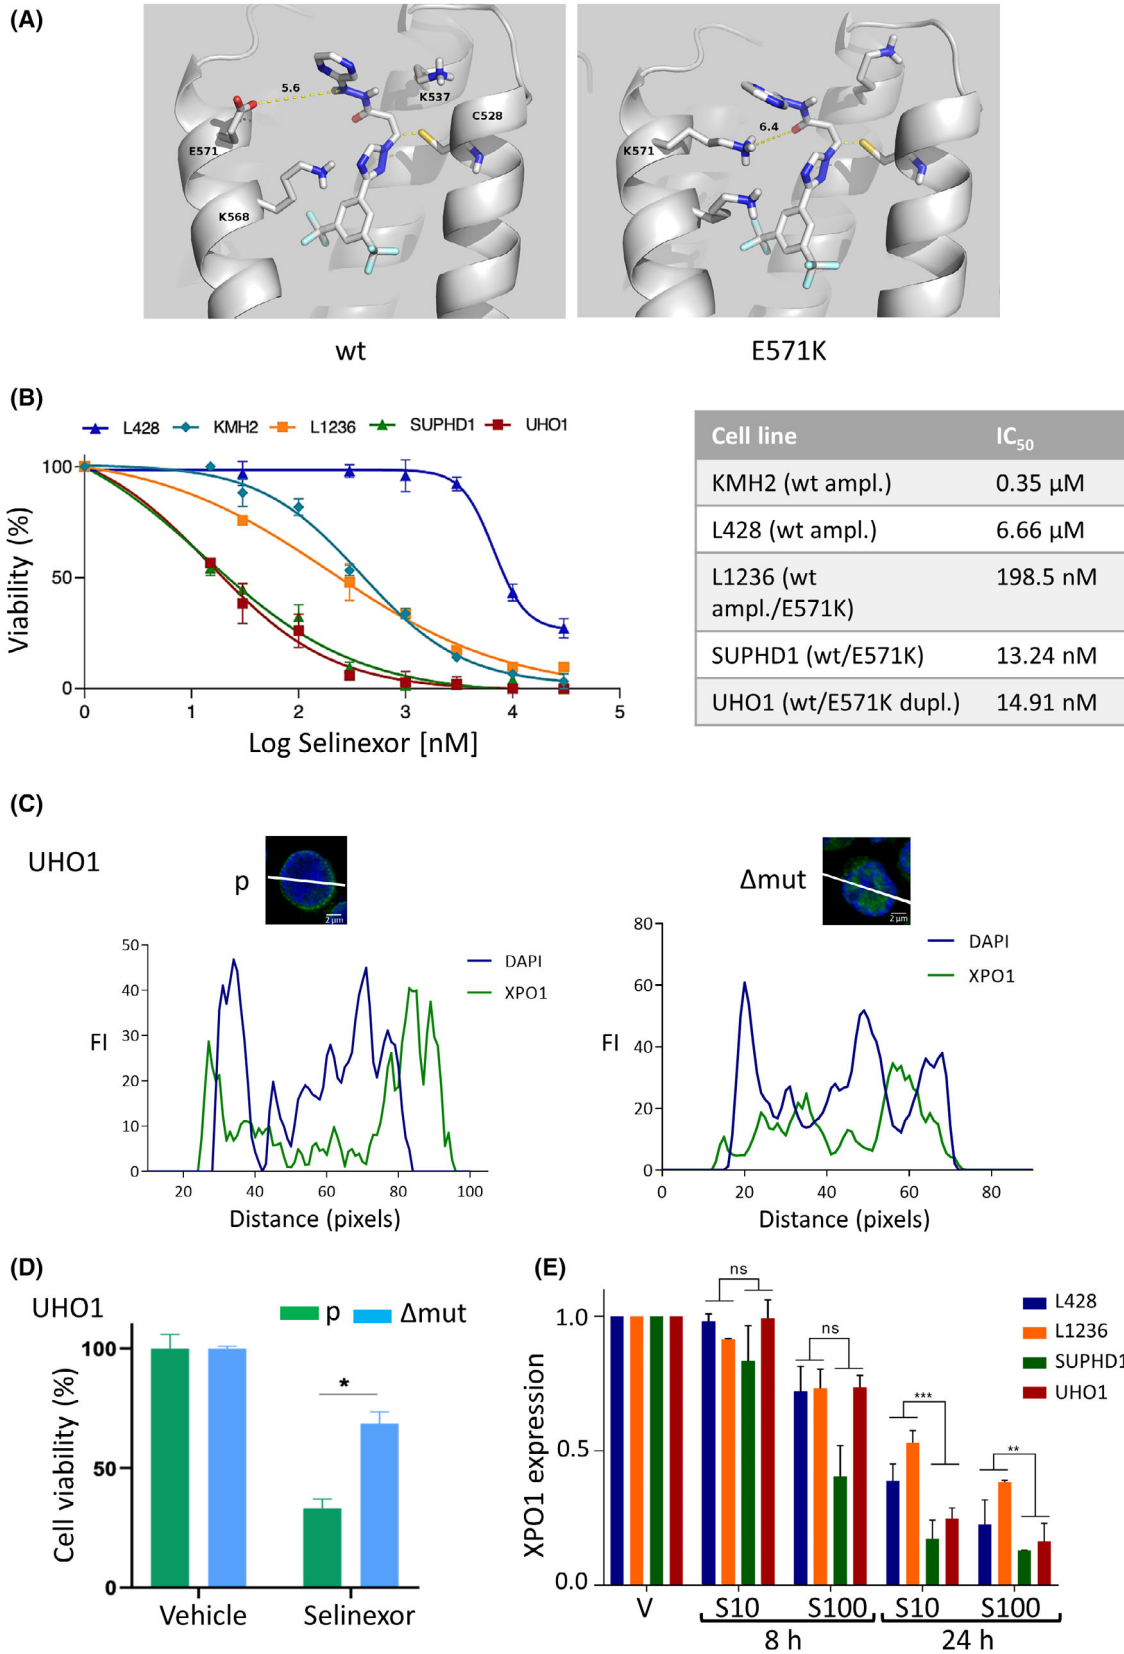 (A)
5.6
K537
C528
E571
K568
6.4
K571
wt
E571K
(B)
L428 KMH2 L1236 SUPHD1 UHO1
100
50
0
Viability (%)
0 1 2 3 4 5
Log Selinexor [nM]
Cell line IC50
KMH2 (wt ampl.) 0.35 µM
L428 (wt ampl.) 6.66 µM
L1236 (wt 198.5 nM
ampl./E571K)
SUPHD1 (wt/E571K) 13.24 nM
UHO1 (wt/E571K dupl.) 14.91 nM
(C)
UHO1
p
2 µm
50
40
30
20
10
0
FI
DAPI
XPO1
20 40 60 80 100
Distance (pixels)
Δmut
2 µm
80
60
40
20
0
FI
DAPI
XPO1
0 20 40 60 80
Distance (pixels)
(D)
UHO1
p Δmut
100
50
0
Cell viability (%)
*
Vehicle Selinexor
(E)
ns
ns
***
**
L428
L1236
SUPHD1
UHO1
1.0
0.5
0.0
XPO1 expression
V S10 S100 S10 S100
8 h 24 h